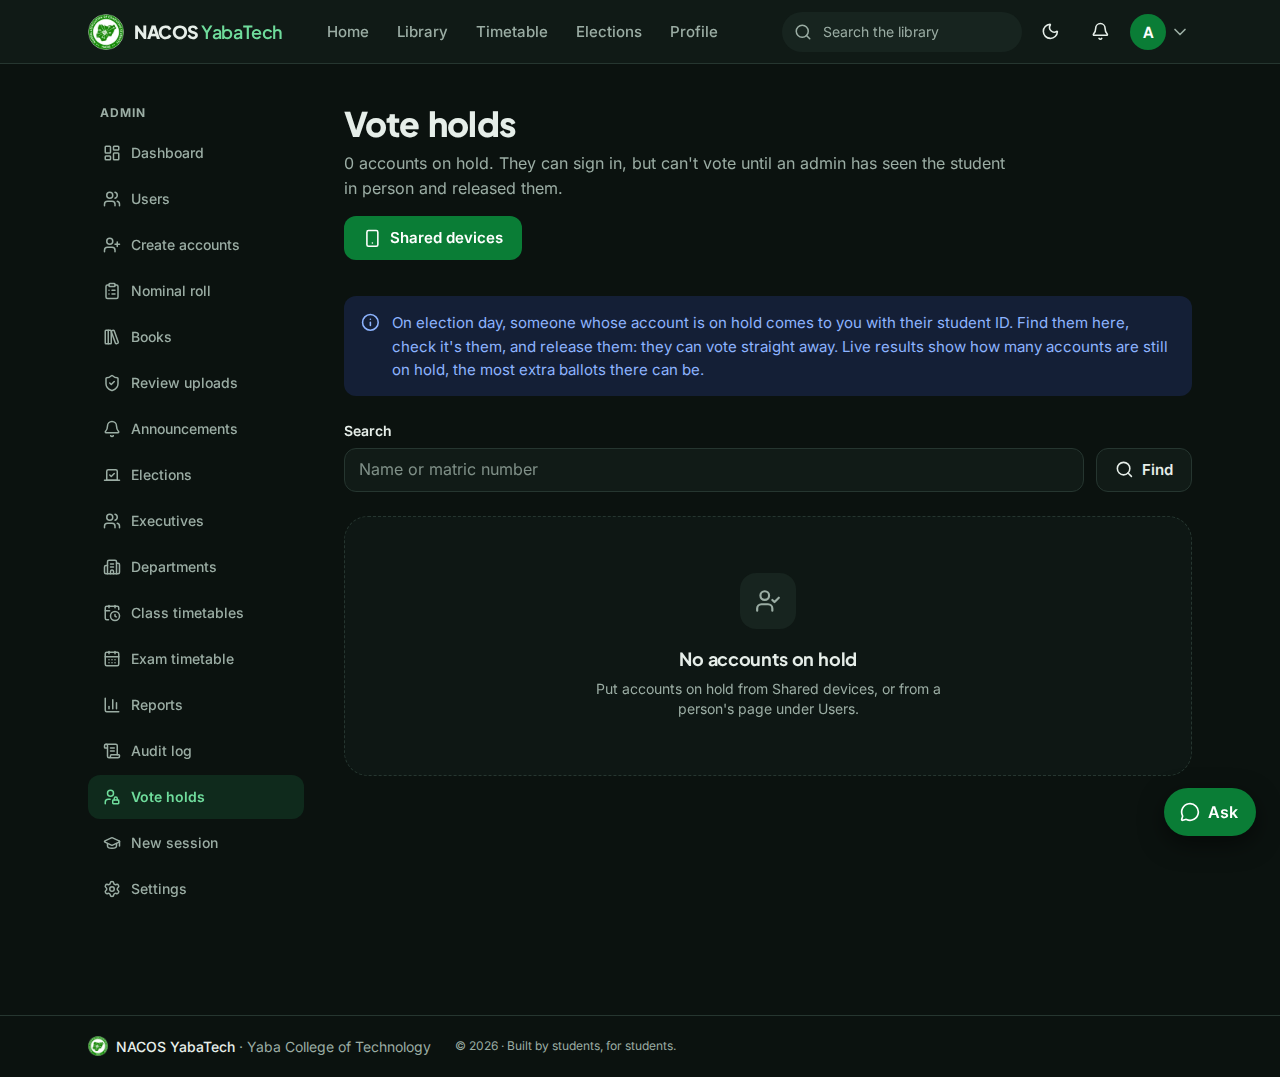 NACOS YabaTech
Home
Library
Timetable
Elections
Profile
Search the library
A
ADMIN
Dashboard
Users
Create accounts
Nominal roll
Books
Review uploads
Announcements
Elections
Executives
Departments
Class timetables
Exam timetable
Reports
Audit log
Vote holds
New session
Settings
Vote holds
0 accounts on hold. They can sign in, but can't vote until an admin has seen the student
in person and released them.
Shared devices
On election day, someone whose account is on hold comes to you with their student ID. Find them here,
check it's them, and release them: they can vote straight away. Live results show how many accounts are still
on hold, the most extra ballots there can be.
Search
Name or matric number
Find
No accounts on hold
Put accounts on hold from Shared devices, or from a
person's page under Users.
Ask
NACOS YabaTech · Yaba College of Technology
© 2026 · Built by students, for students.